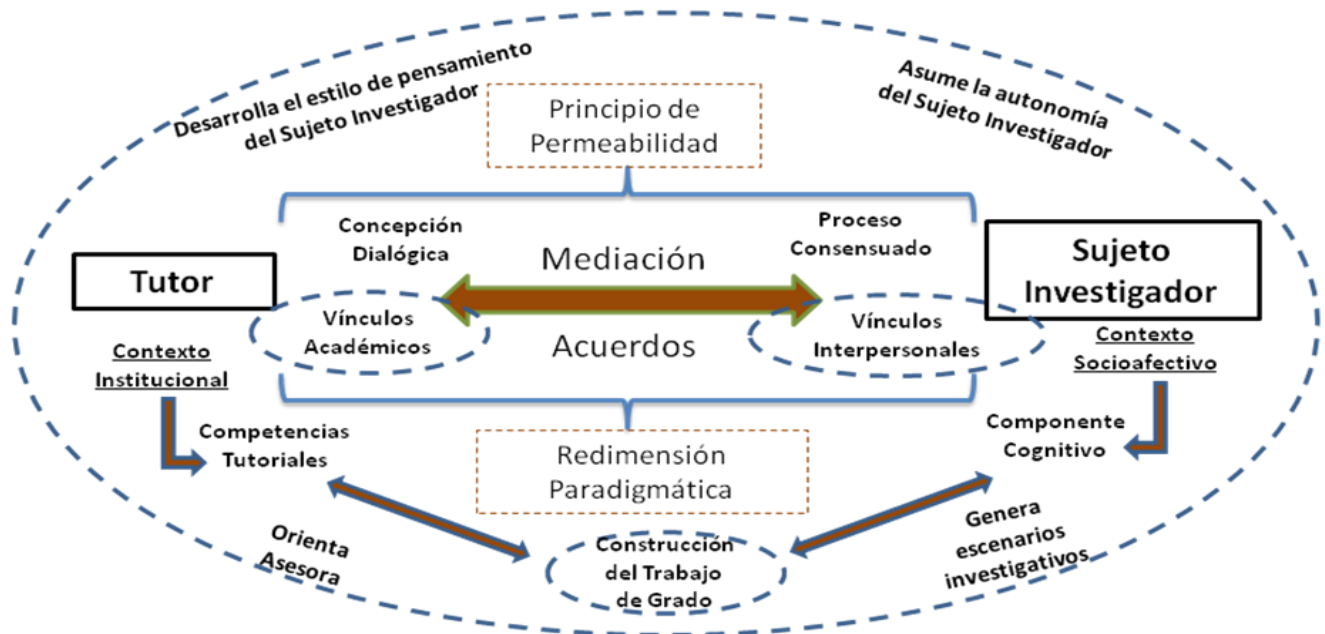 Desarrolla el estilo de pensamiento
del Sujeto Investigador
Asume la autonomía
del Sujeto Investigador
Principio de
Permeabilidad
Concepción
Dialógica
Proceso
Consensuado
Mediación
Tutor
Sujeto
Investigador
Vínculos
Académicos
Acuerdos
Vínculos
Interpersonales
Contexto
Institucional
Contexto
Socioafectivo
Competencias
Tutoriales
Componente
Cognitivo
Redimensión
Paradigmática
Orienta
Asesora
Construcción
del Trabajo
de Grado
Genera
escenarios
investigativos